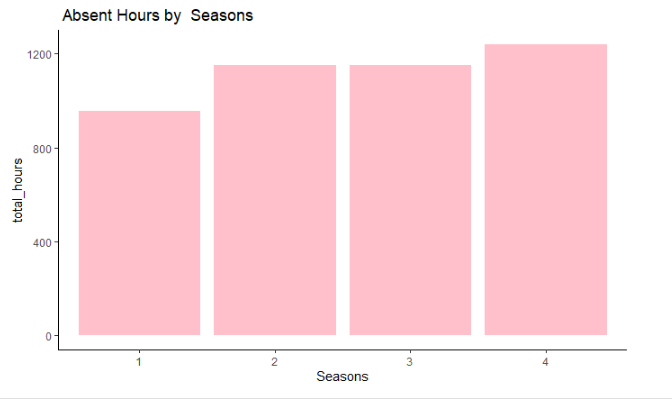 Absent Hours by  Seasons
1200
800
400
0
total_hours
1 2 3 4
Seasons